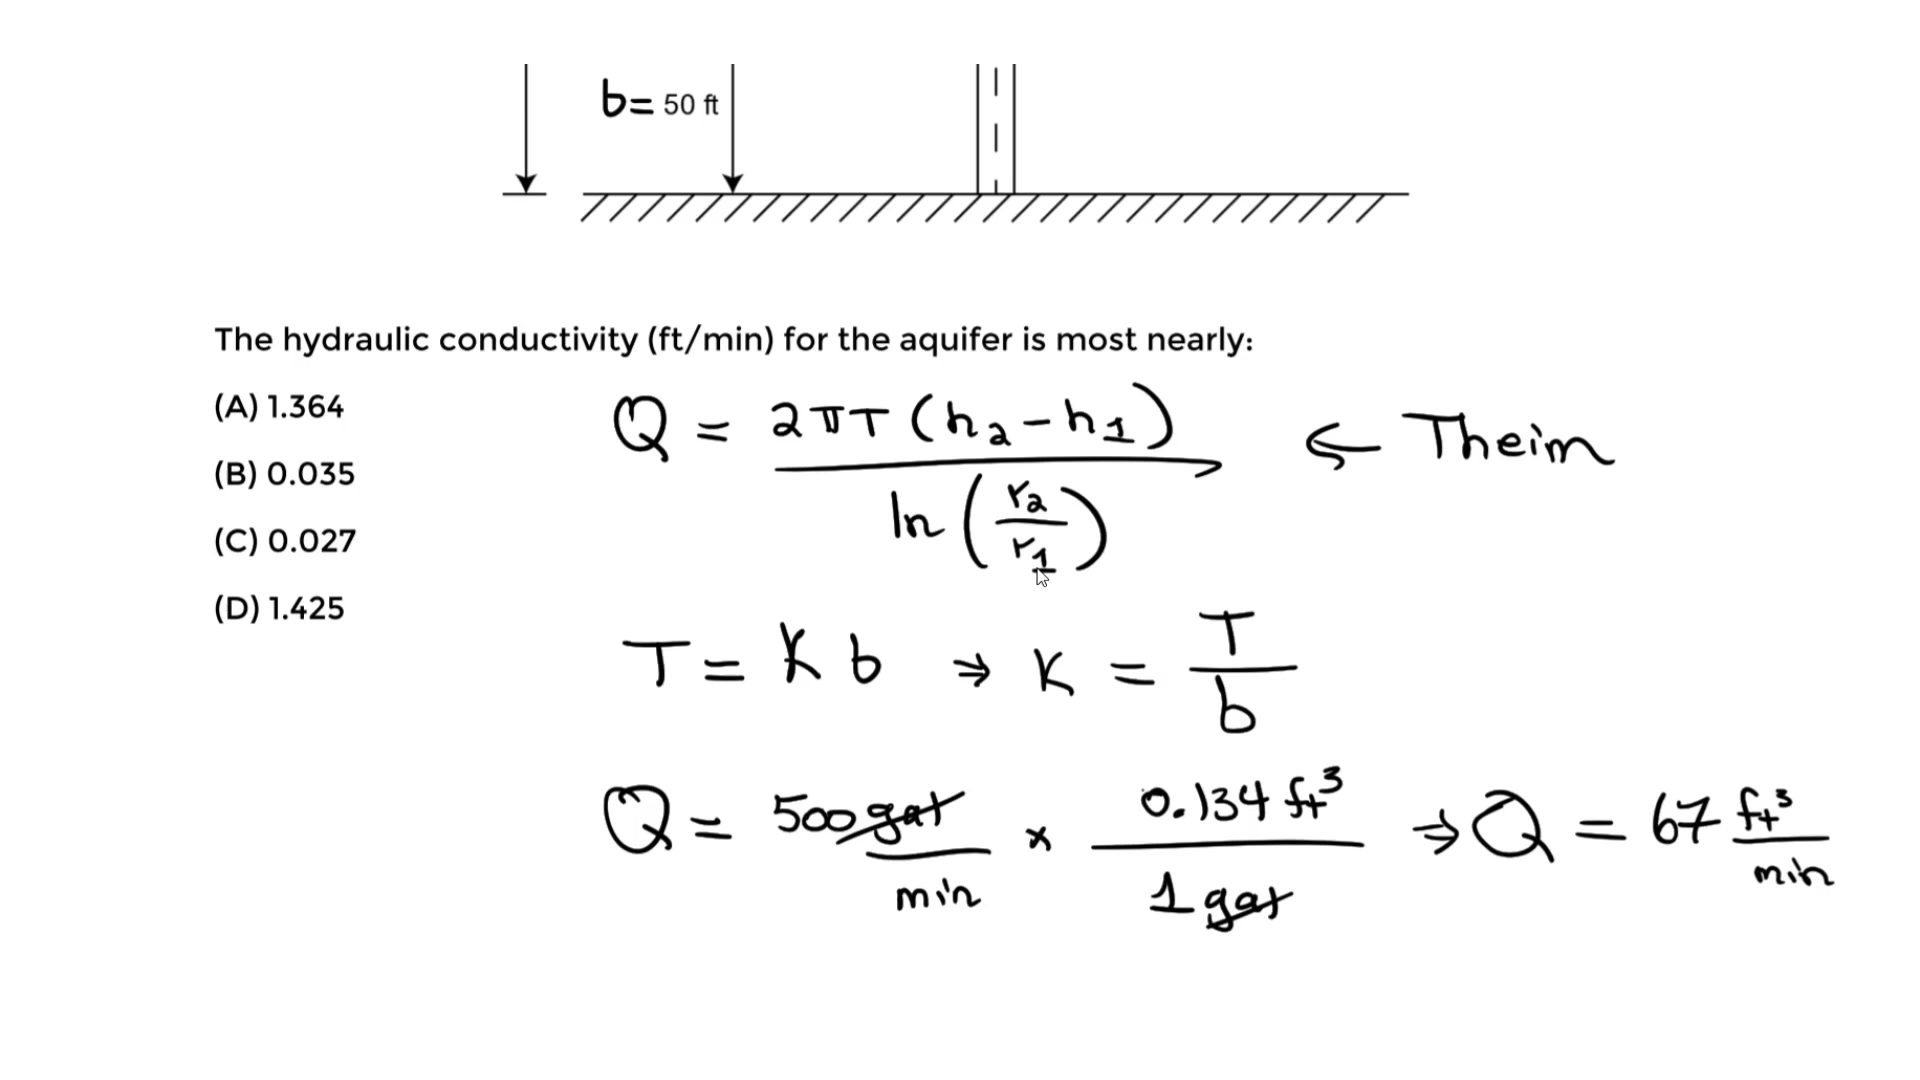 b= 50 ft
The hydraulic conductivity (ft/min) for the aquifer is most nearly:
(A) 1.364
(B) 0.035
(C) 0.027
(D) 1.425
Q = 2πT (h2 - h1) / ln (r2 / r1) ← Theim
T = K b ⇒ K = T / b
Q = 500 gal / min × 0.134 ft³ / 1 gal ⇒ Q = 67 ft³ / min